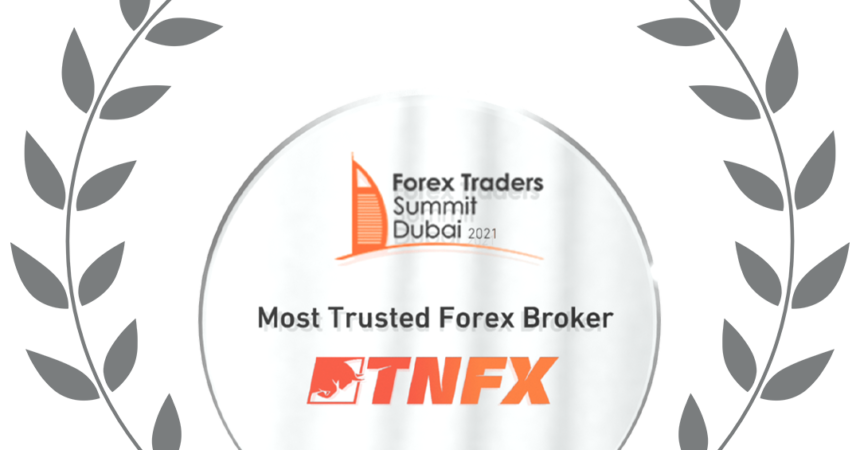 Forex Traders
Summit
Dubai 2021
Most Trusted Forex Broker
TNFX